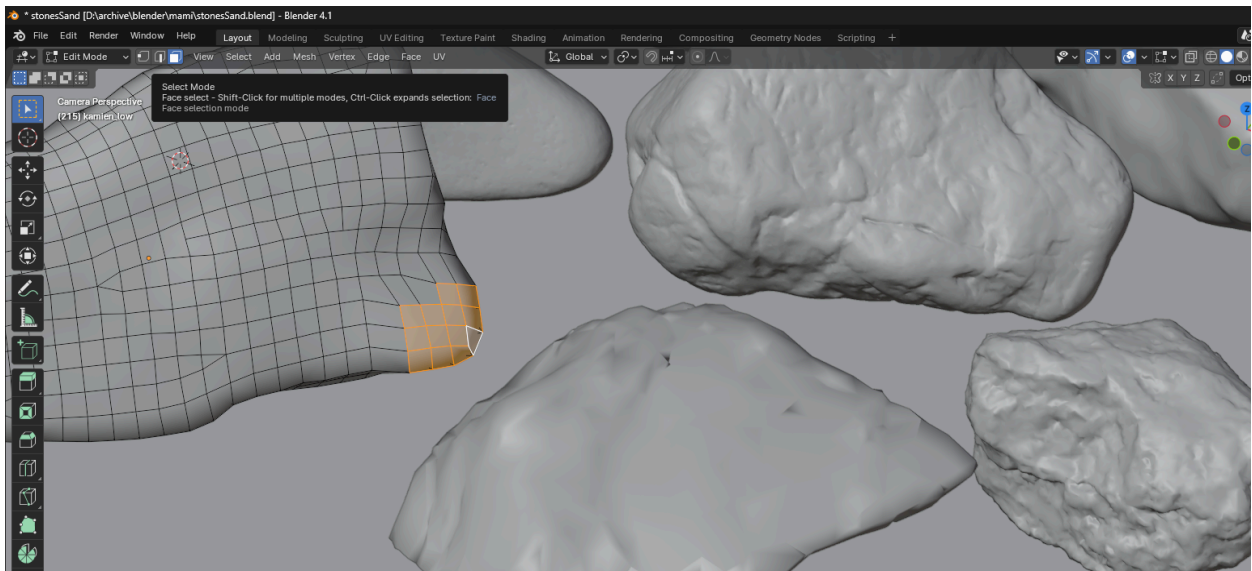 * stonesSand [D:\archive\blender\mami\stonesSand.blend] - Blender 4.1
File Edit Render Window Help Layout Modeling Sculpting UV Editing Texture Paint Shading Animation Rendering Compositing Geometry Nodes Scripting +
Edit Mode View Select Add Mesh Vertex Edge Face UV Global
X Y Z Opt
Select Mode
Face select - Shift-Click for multiple modes, Ctrl-Click expands selection: Face
Face selection mode
Camera Perspective
(215) kamien_low
Z